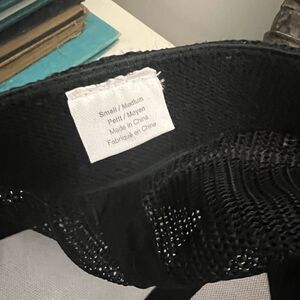 Small / Medium
Petit / Moyen
Made in China
Fabriqué en Chine